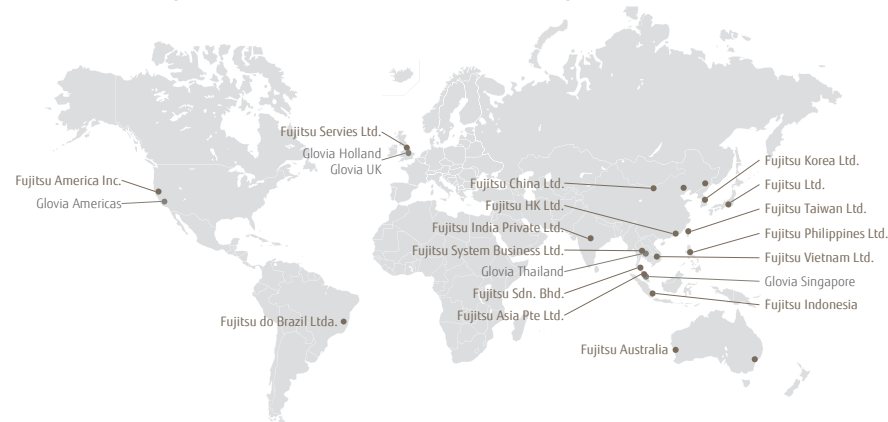 Fujitsu Servies Ltd.
Glovia Holland
Glovia UK
Fujitsu America Inc.
Glovia Americas
Fujitsu do Brazil Ltda.
Fujitsu China Ltd.
Fujitsu HK Ltd.
Fujitsu India Private Ltd.
Fujitsu System Business Ltd.
Glovia Thailand
Fujitsu Sdn. Bhd.
Fujitsu Asia Pte Ltd.
Fujitsu Australia
Fujitsu Korea Ltd.
Fujitsu Ltd.
Fujitsu Taiwan Ltd.
Fujitsu Philippines Ltd.
Fujitsu Vietnam Ltd.
Glovia Singapore
Fujitsu Indonesia